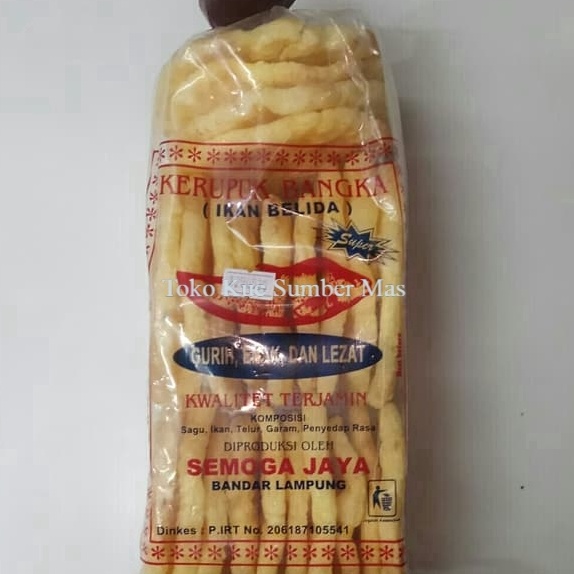 KERUPUK BANGKA
( IKAN BELIDA )
Super
Toko Kue Sumber Mas
GURIH, ENAK, DAN LEZAT
KWALITET TERJAMIN
KOMPOSISI
Sagu, Ikan, Telur, Garam, Penyedap Rasa
DIPRODUKSI OLEH
SEMOGA JAYA
BANDAR LAMPUNG
Dinkes : P.IRT No. 206187105541